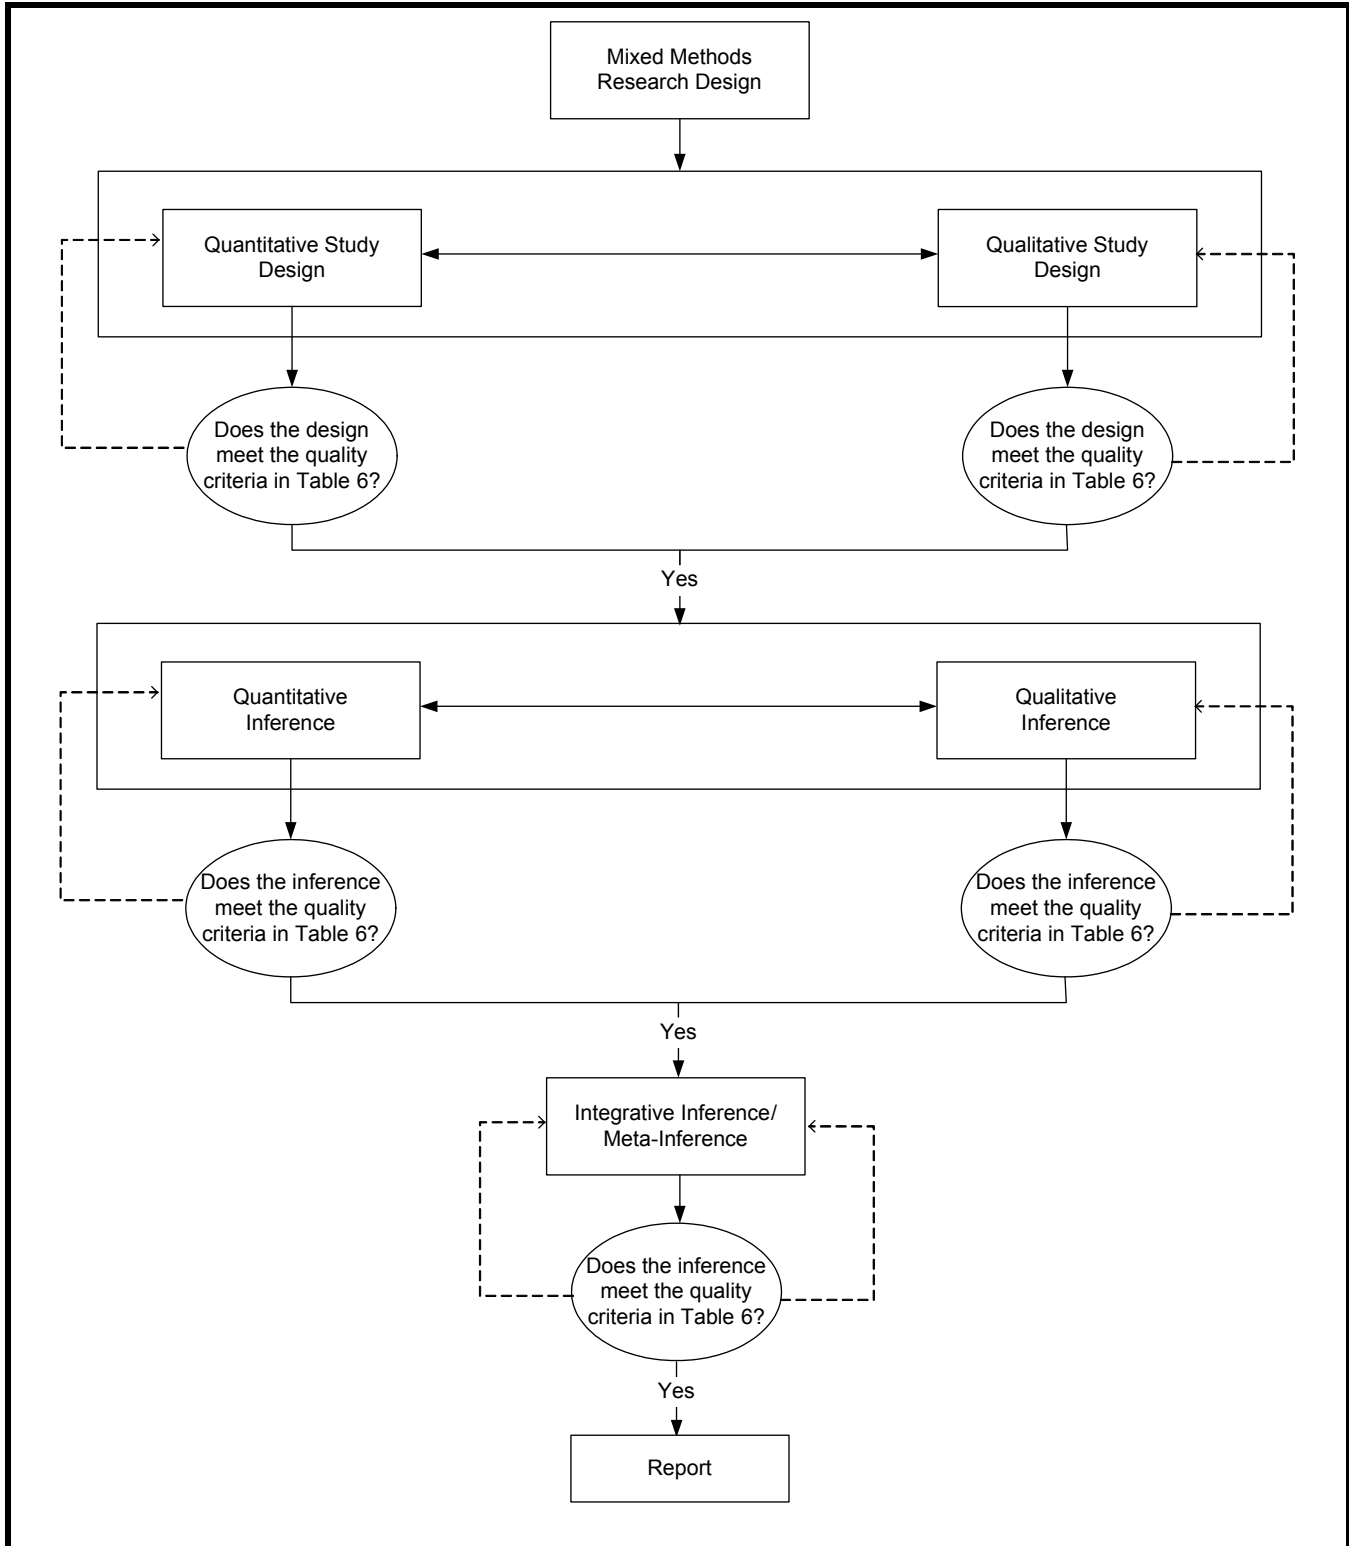 Mixed Methods
Research Design
Quantitative Study
Design
Qualitative Study
Design
Does the design
meet the quality
criteria in Table 6?
Does the design
meet the quality
criteria in Table 6?
Yes
Quantitative
Inference
Qualitative
Inference
Does the inference
meet the quality
criteria in Table 6?
Does the inference
meet the quality
criteria in Table 6?
Yes
Integrative Inference/
Meta-Inference
Does the inference
meet the quality
criteria in Table 6?
Yes
Report